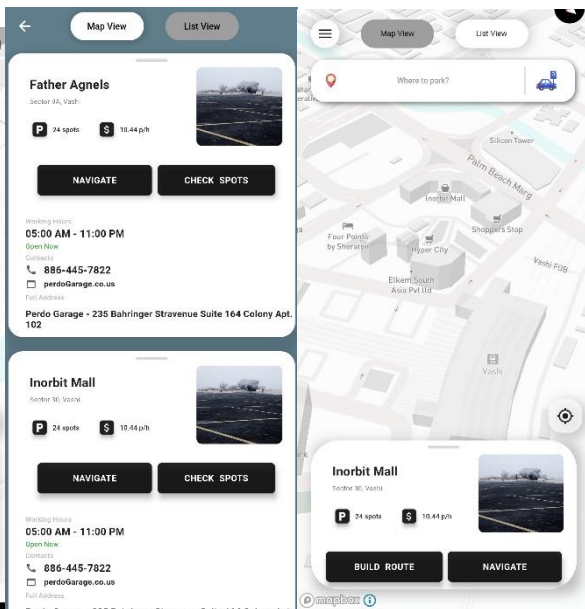 Map View
List View
Father Agnels
Sector 9A, Vashi
P 24 spots $ 10.44 p/h
NAVIGATE
CHECK SPOTS
Working Hours
05:00 AM - 11:00 PM
Open Now
Contacts
886-445-7822
perdoGarage.co.us
Full Address
Perdo Garage - 235 Bahringer Stravenue Suite 164 Colony Apt.
102
Inorbit Mall
Sector 30, Vashi
P 24 spots $ 10.44 p/h
NAVIGATE
CHECK SPOTS
Working Hours
05:00 AM - 11:00 PM
Open Now
Contacts
886-445-7822
perdoGarage.co.us
Full Address
Map View
List View
Where to park?
Silicon Tower
Palm Beach Marg
Inorbit Mall
Shoppers Stop
Four Points
by Sheraton
Hyper City
Vashi FOB
Elkem South
Asia Pvt ltd
Vashi
Inorbit Mall
Sector 30, Vashi
P 24 spots $ 10.44 p/h
BUILD ROUTE
NAVIGATE
mapbox